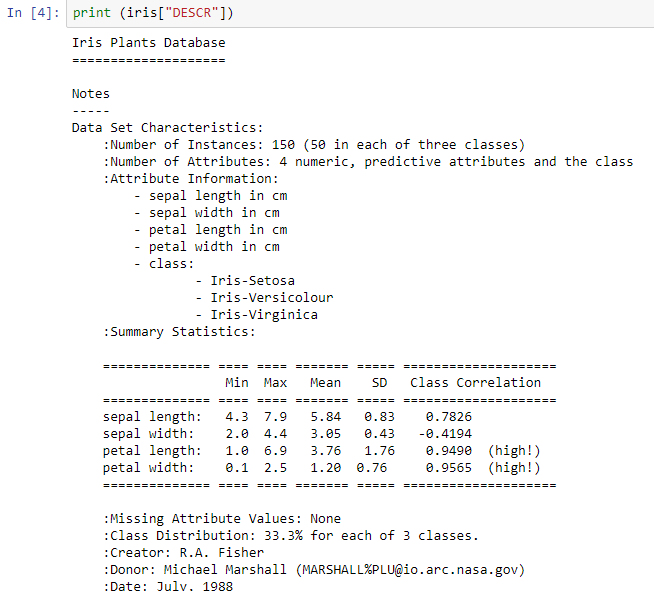 In [4]: print (iris["DESCR"])
Iris Plants Database
====================
Notes
-----
Data Set Characteristics:
    :Number of Instances: 150 (50 in each of three classes)
    :Number of Attributes: 4 numeric, predictive attributes and the class
    :Attribute Information:
        - sepal length in cm
        - sepal width in cm
        - petal length in cm
        - petal width in cm
        - class:
                - Iris-Setosa
                - Iris-Versicolour
                - Iris-Virginica
    :Summary Statistics:
    ============== ==== ==== ======= ===== ====================
                    Min  Max   Mean    SD   Class Correlation
    ============== ==== ==== ======= ===== ====================
    sepal length:   4.3  7.9   5.84   0.83    0.7826
    sepal width:    2.0  4.4   3.05   0.43   -0.4194
    petal length:   1.0  6.9   3.76   1.76    0.9490  (high!)
    petal width:    0.1  2.5   1.20  0.76     0.9565  (high!)
    ============== ==== ==== ======= ===== ====================
    :Missing Attribute Values: None
    :Class Distribution: 33.3% for each of 3 classes.
    :Creator: R.A. Fisher
    :Donor: Michael Marshall (MARSHALL%PLU@io.arc.nasa.gov)
    :Date: July, 1988